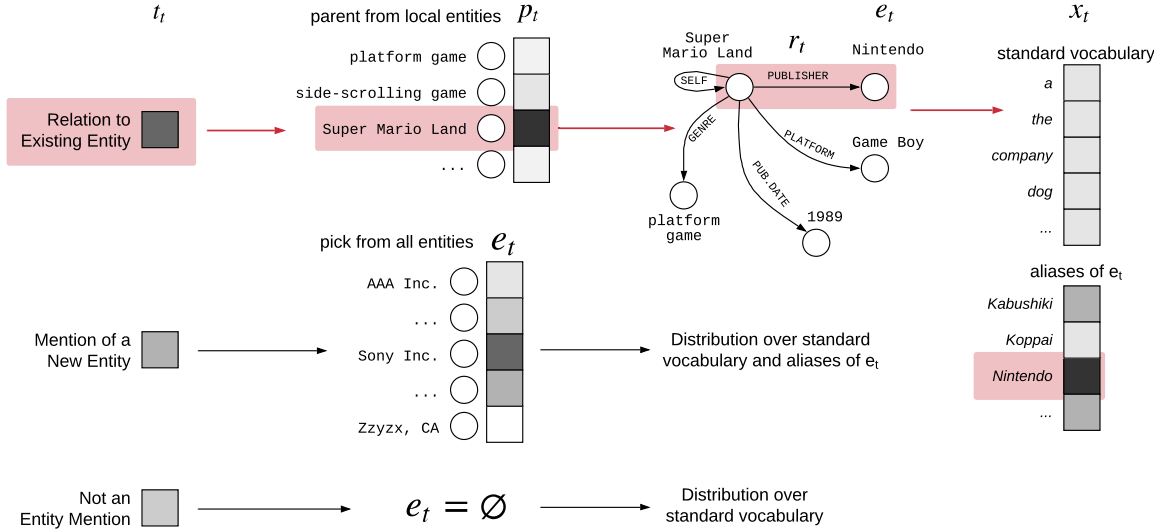 t_t
parent from local entities
p_t
platform game
side-scrolling game
Super Mario Land
...
Relation to
Existing Entity
r_t
e_t
Super
Mario Land
Nintendo
SELF
PUBLISHER
GENRE
PLATFORM
PUB.DATE
Game Boy
platform
game
1989
x_t
standard vocabulary
a
the
company
dog
...
aliases of e_t
Kabushiki
Koppai
Nintendo
...
pick from all entities
e_t
AAA Inc.
...
Sony Inc.
...
Zzyzx, CA
Mention of a
New Entity
Distribution over standard
vocabulary and aliases of e_t
Not an
Entity Mention
e_t = ∅
Distribution over
standard vocabulary